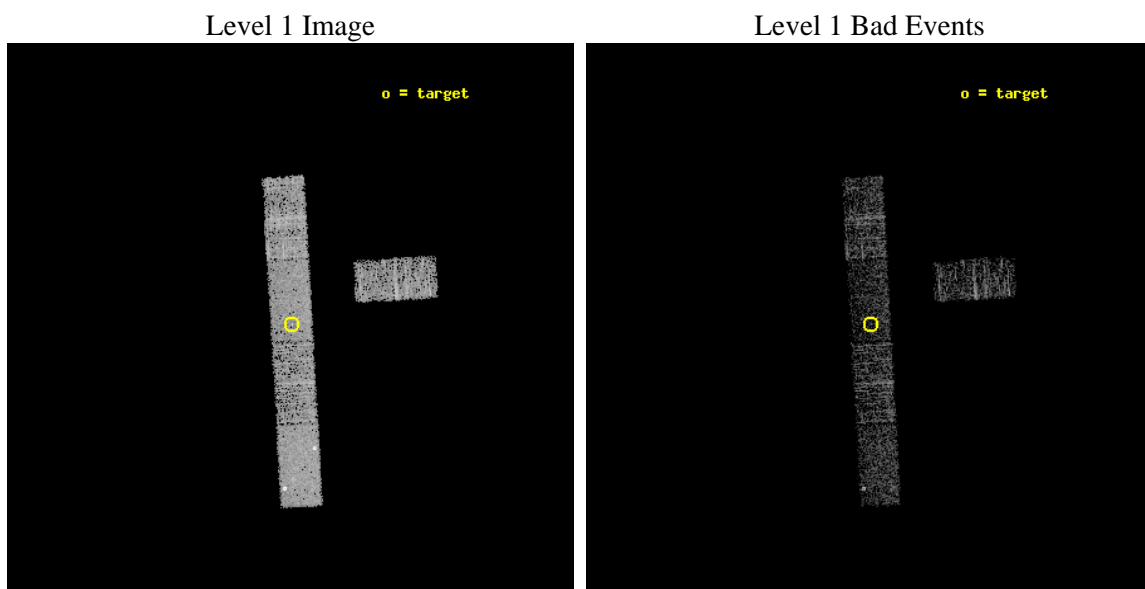 Level 1 Image
Level 1 Bad Events
o = target
o = target